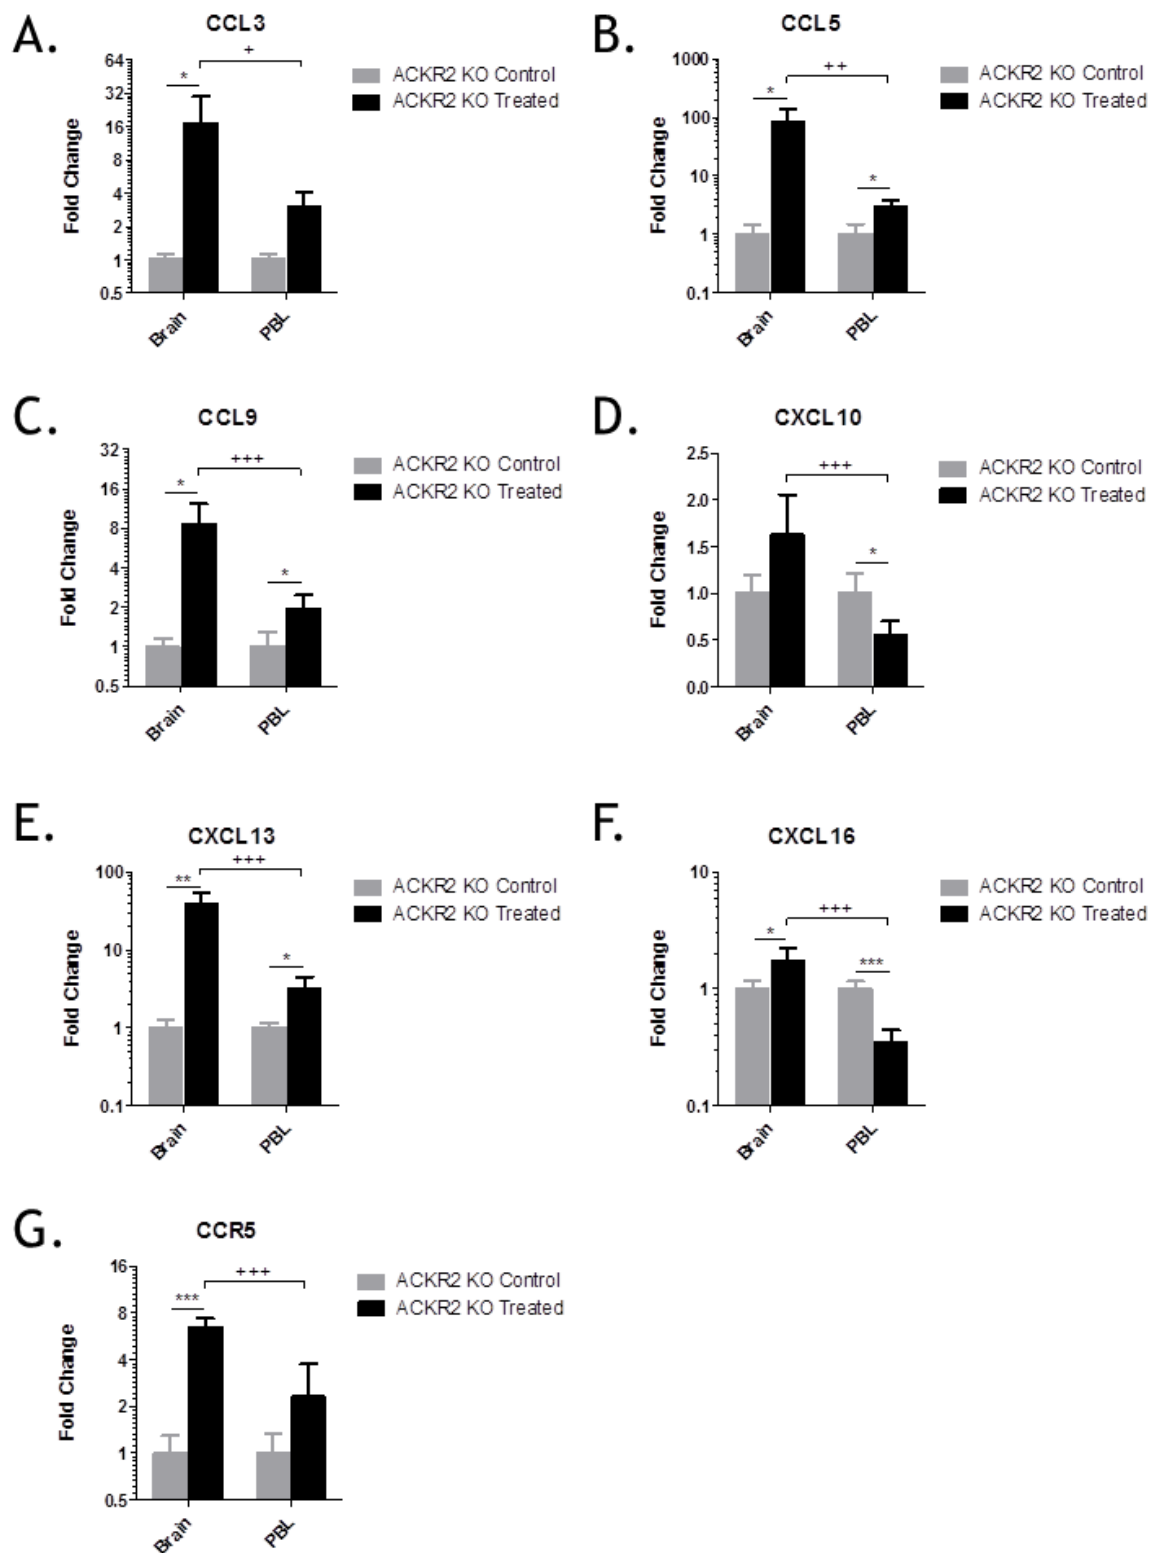 A.
CCL3
+
*
64
32
16
8
4
2
1
0.5
Fold Change
Brain
PBL
ACKR2 KO Control
ACKR2 KO Treated
B.
CCL5
++
*
*
1000
100
10
1
0.1
Fold Change
Brain
PBL
ACKR2 KO Control
ACKR2 KO Treated
C.
CCL9
+++
*
*
32
16
8
4
2
1
0.5
Fold Change
Brain
PBL
ACKR2 KO Control
ACKR2 KO Treated
D.
CXCL10
+++
*
2.5
2.0
1.5
1.0
0.5
0.0
Fold Change
Brain
PBL
ACKR2 KO Control
ACKR2 KO Treated
E.
CXCL13
+++
**
*
100
10
1
0.1
Fold Change
Brain
PBL
ACKR2 KO Control
ACKR2 KO Treated
F.
CXCL16
+++
*
***
10
1
0.1
Fold Change
Brain
PBL
ACKR2 KO Control
ACKR2 KO Treated
G.
CCR5
+++
***
16
8
4
2
1
0.5
Fold Change
Brain
PBL
ACKR2 KO Control
ACKR2 KO Treated